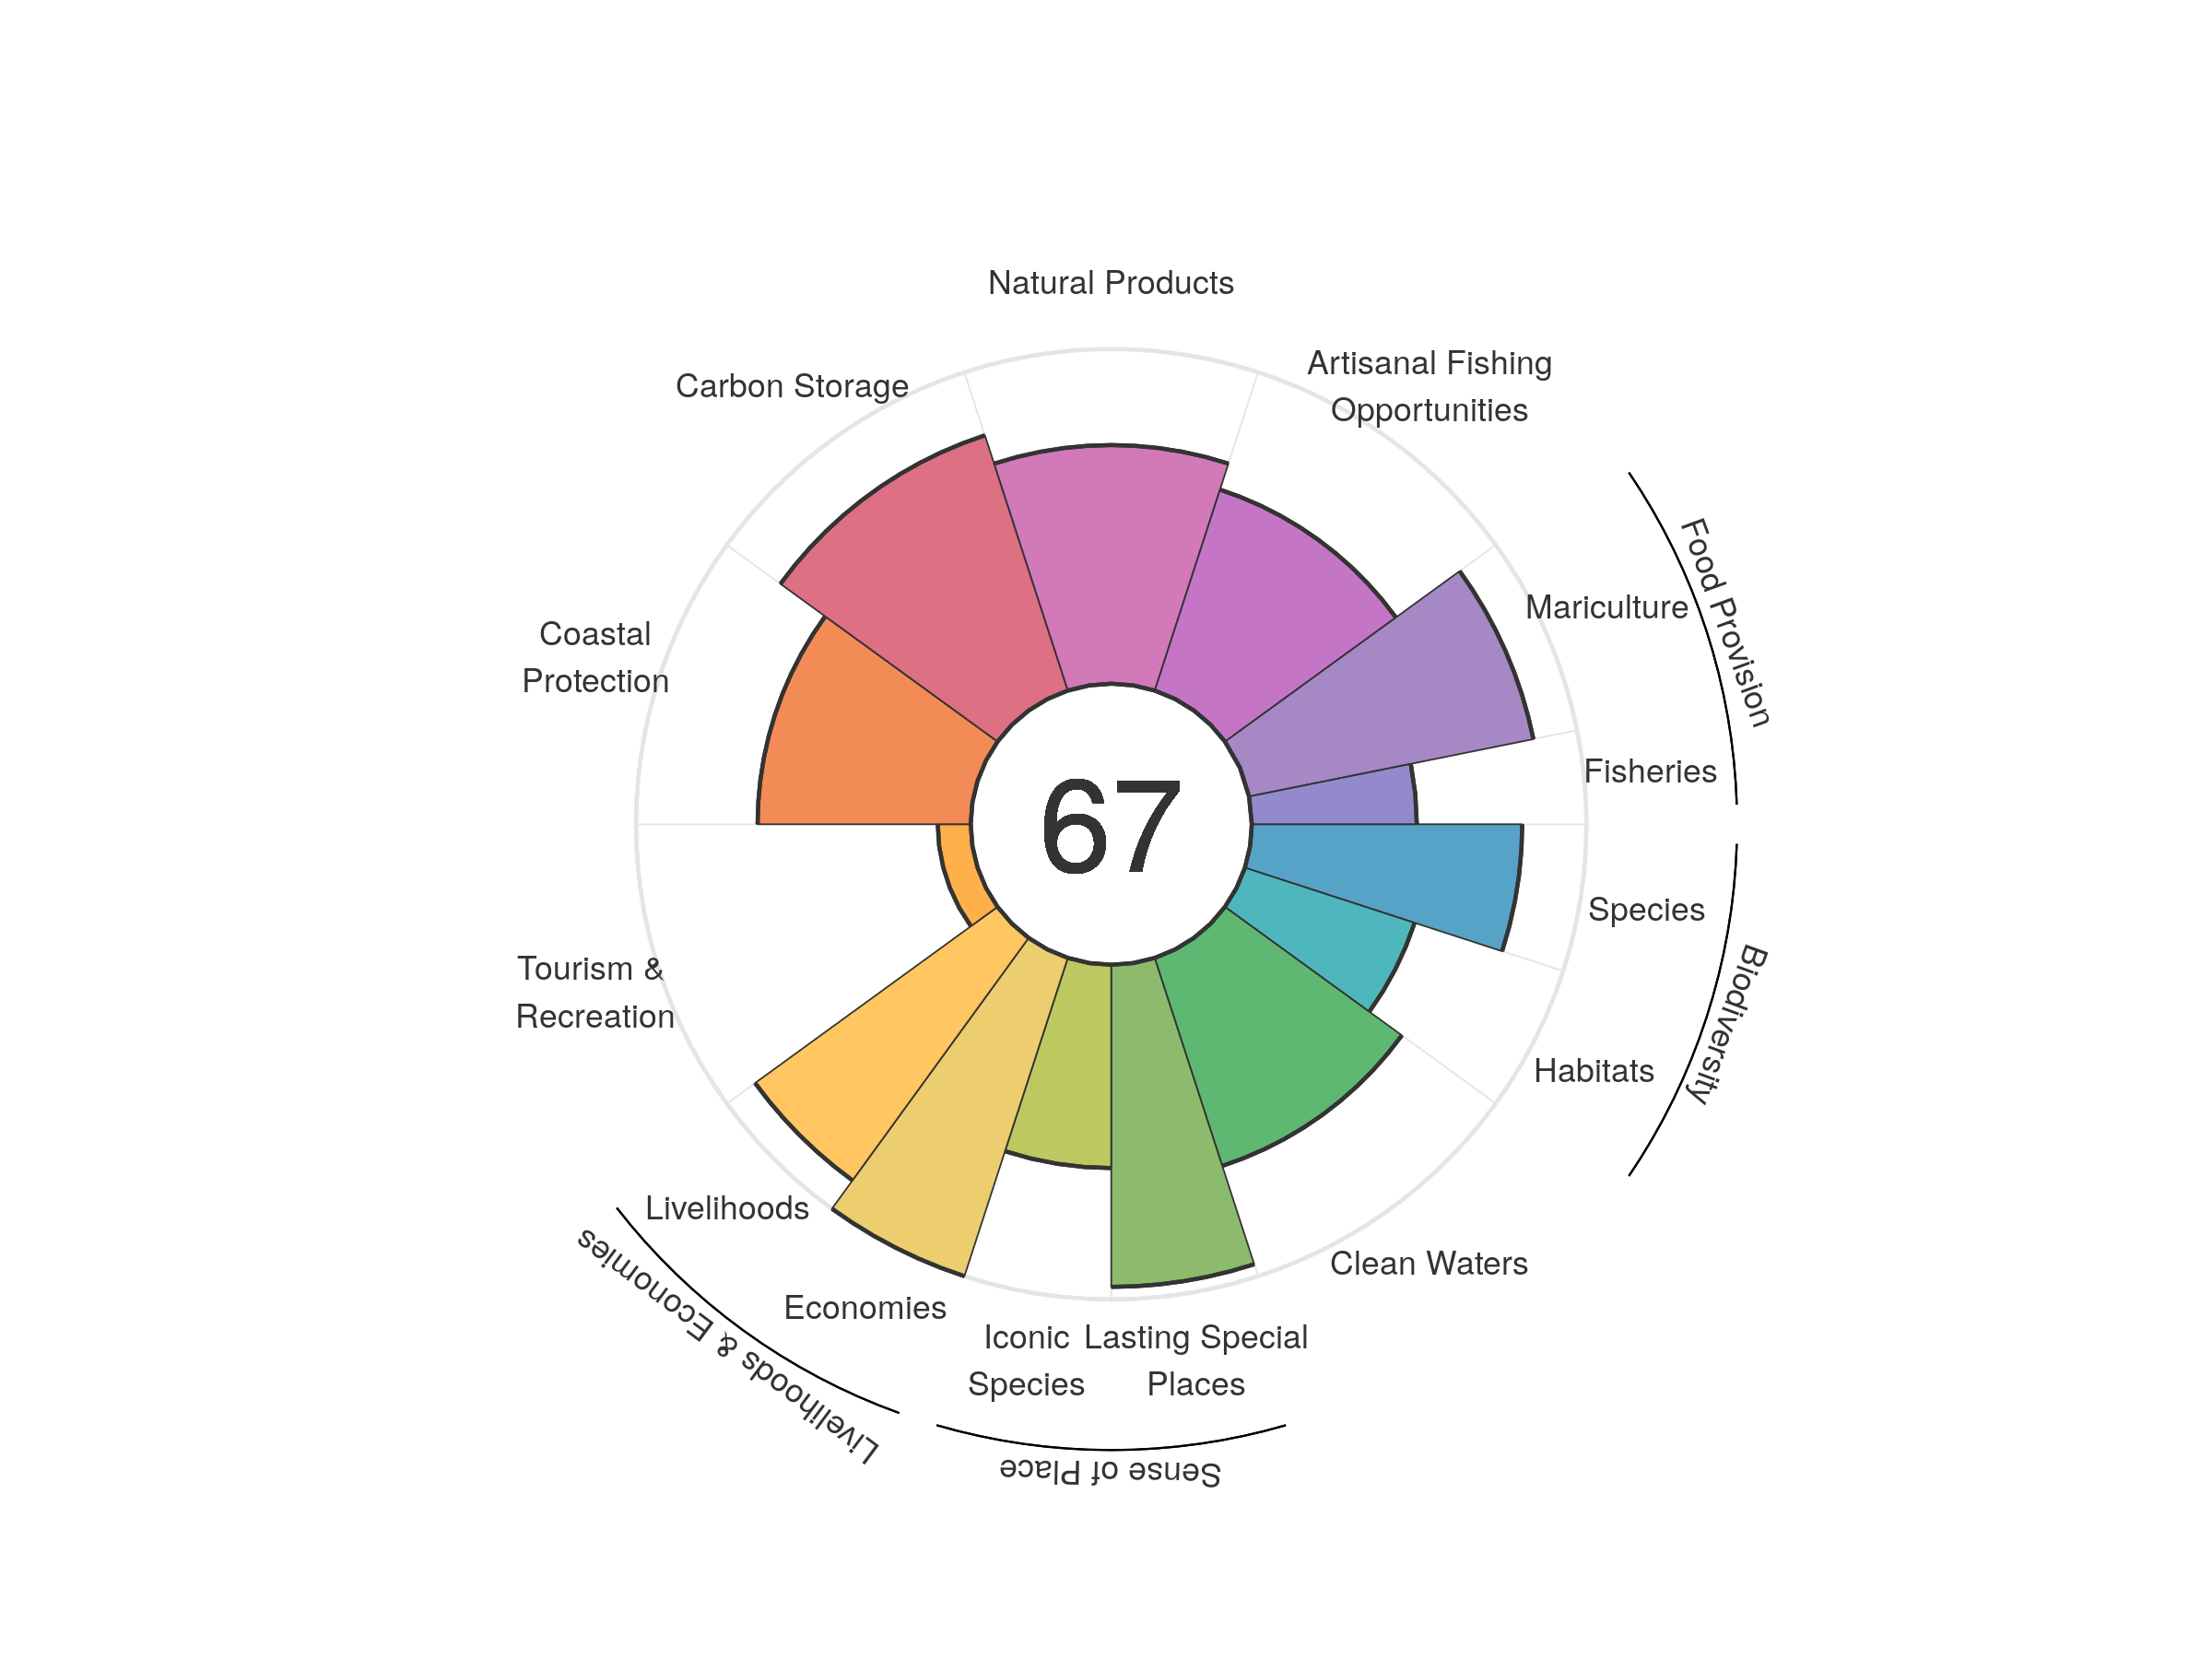 Natural Products
Artisanal Fishing
Opportunities
Carbon Storage
Food Provision
Mariculture
Coastal
Protection
Fisheries
67
Species
Biodiversity
Tourism &
Recreation
Habitats
Livelihoods
Clean Waters
Economies
Livelihoods & Economies
Iconic
Species
Lasting Special
Places
Sense of Place